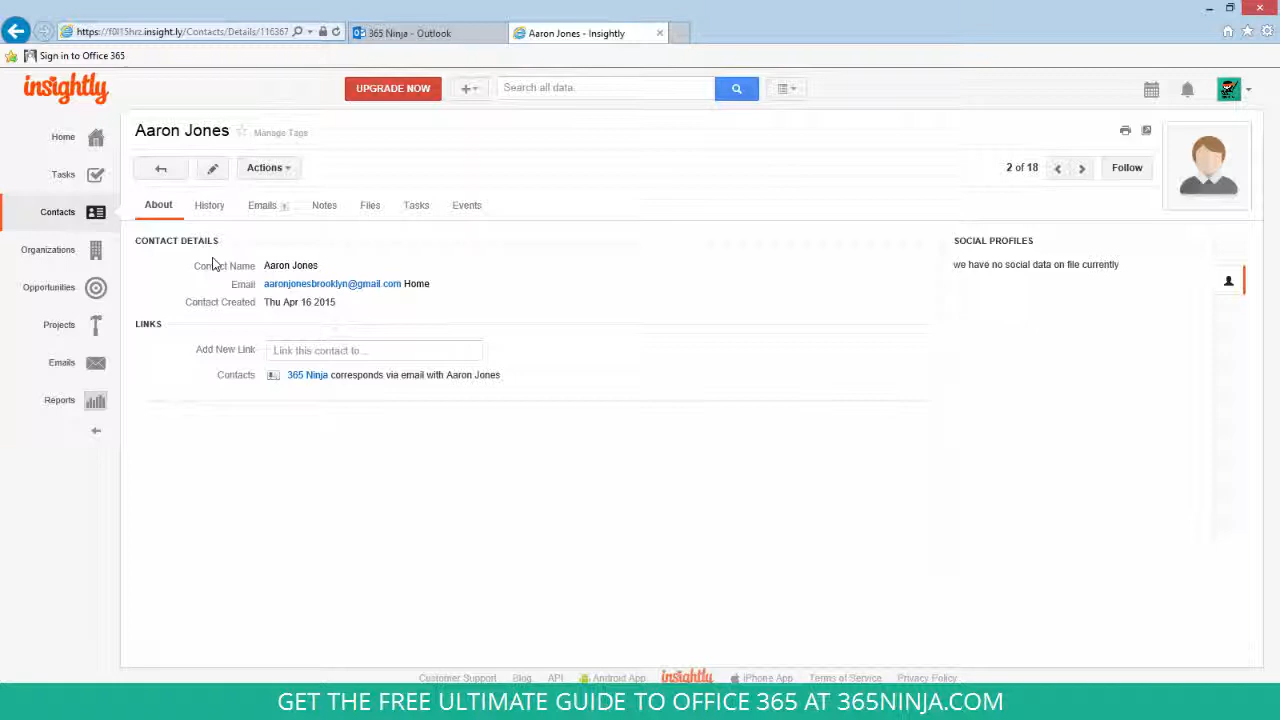 https://f0l15hrz.insight.ly/Contacts/Details/116367
365 Ninja - Outlook
Aaron Jones - Insightly
Sign in to Office 365
insightly
UPGRADE NOW
Search all data.
Aaron Jones
Manage Tags
Home
Actions
2 of 18
Follow
Tasks
About
History
Emails
Notes
Files
Tasks
Events
Contacts
CONTACT DETAILS
SOCIAL PROFILES
Organizations
Contact Name
Aaron Jones
we have no social data on file currently
Email
aaronjonesbrooklyn@gmail.com Home
Opportunities
Contact Created
Thu Apr 16 2015
Projects
LINKS
Add New Link
Link this contact to ...
Emails
Contacts
365 Ninja corresponds via email with Aaron Jones
Reports
Customer Support
Blog
API
Android App
insightly
iPhone App
Terms of Service
Privacy Policy
GET THE FREE ULTIMATE GUIDE TO OFFICE 365 AT 365NINJA.COM